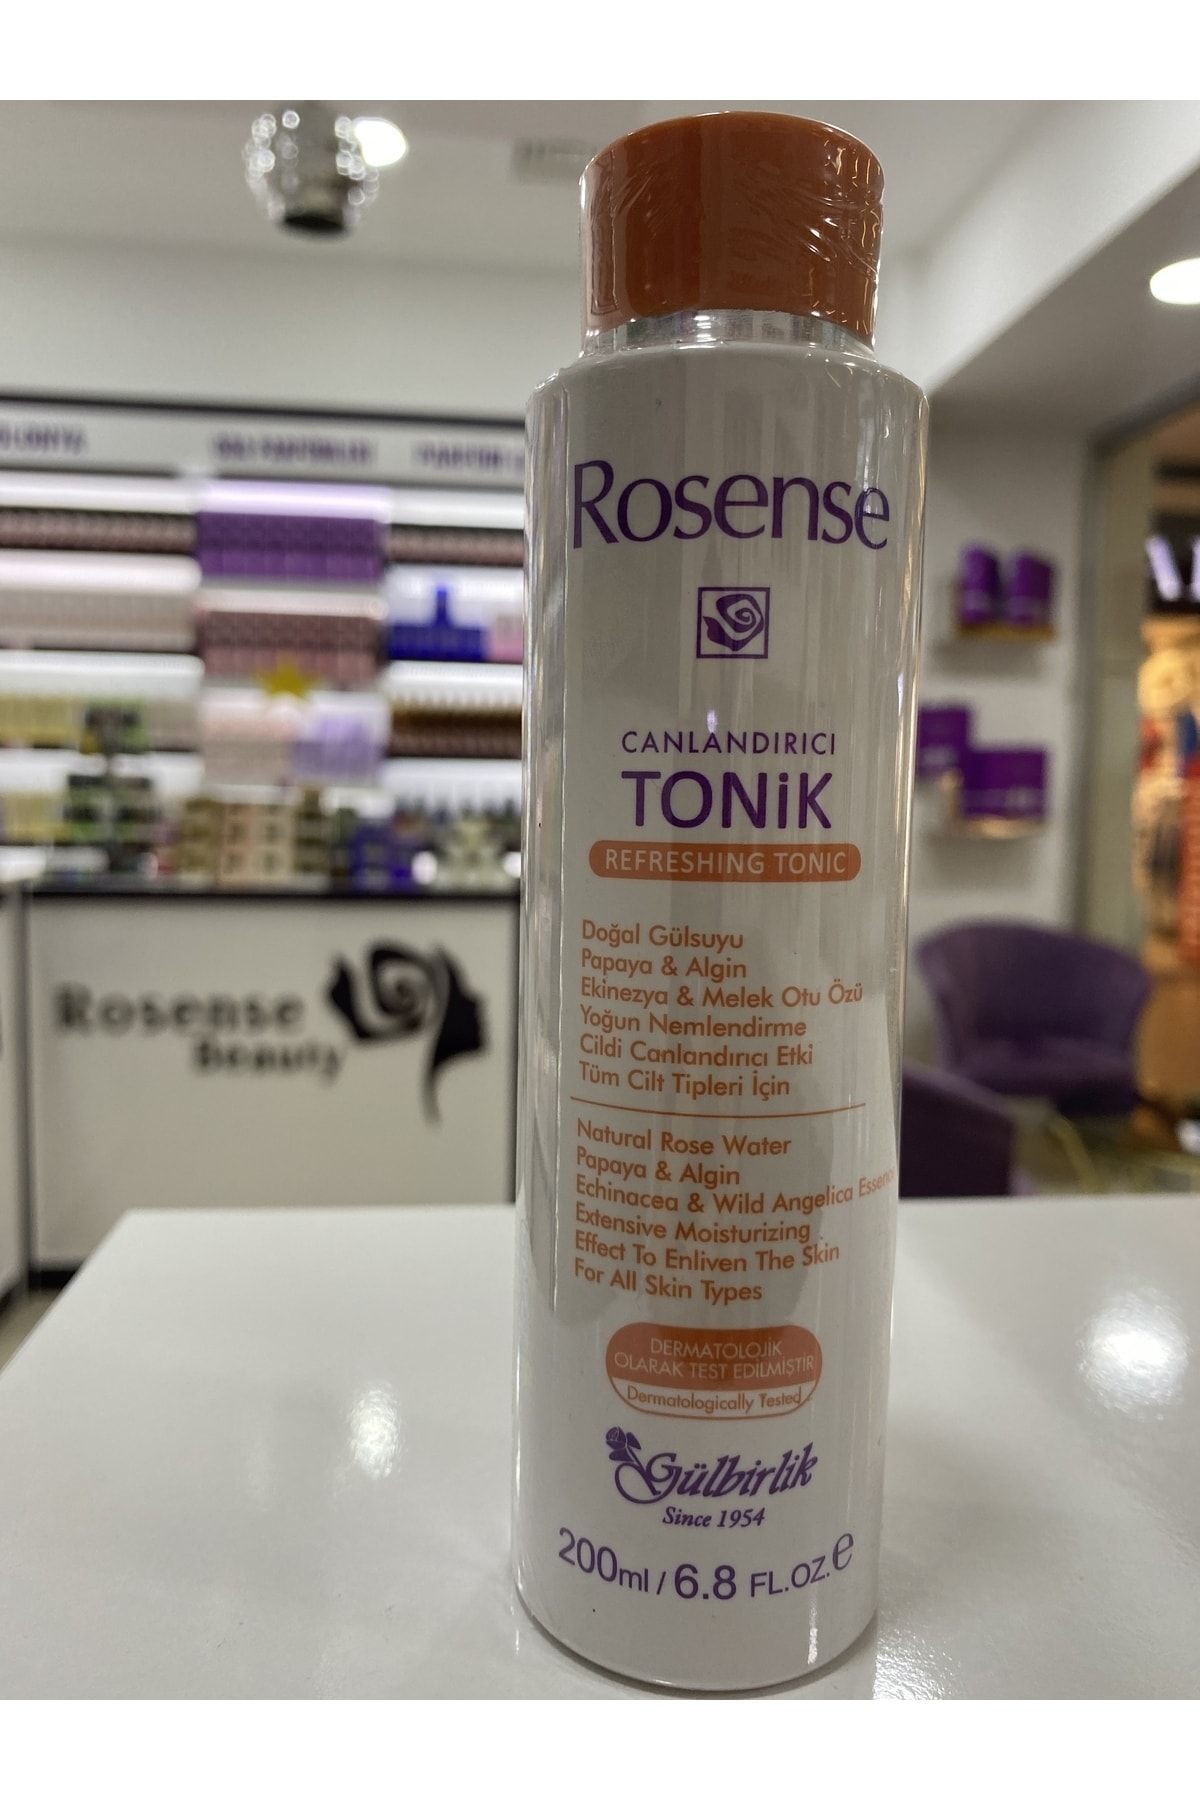 Rosense
CANLANDIRICI
TONiK
REFRESHING TONIC
Doğal Gülsuyu
Papaya & Algin
Ekinezya & Melek Otu Özü
Yoğun Nemlendirme
Cildi Canlandırıcı Etki
Tüm Cilt Tipleri İçin
Natural Rose Water
Papaya & Algin
Echinacea & Wild Angelica Essence
Extensive Moisturizing
Effect To Enliven The Skin
For All Skin Types
DERMATOLOJİK
OLARAK TEST EDİLMİŞTİR
Dermatologically Tested
Gülbirlik
Since 1954
200ml / 6.8 FL.OZ. e
Rosense
Beauty